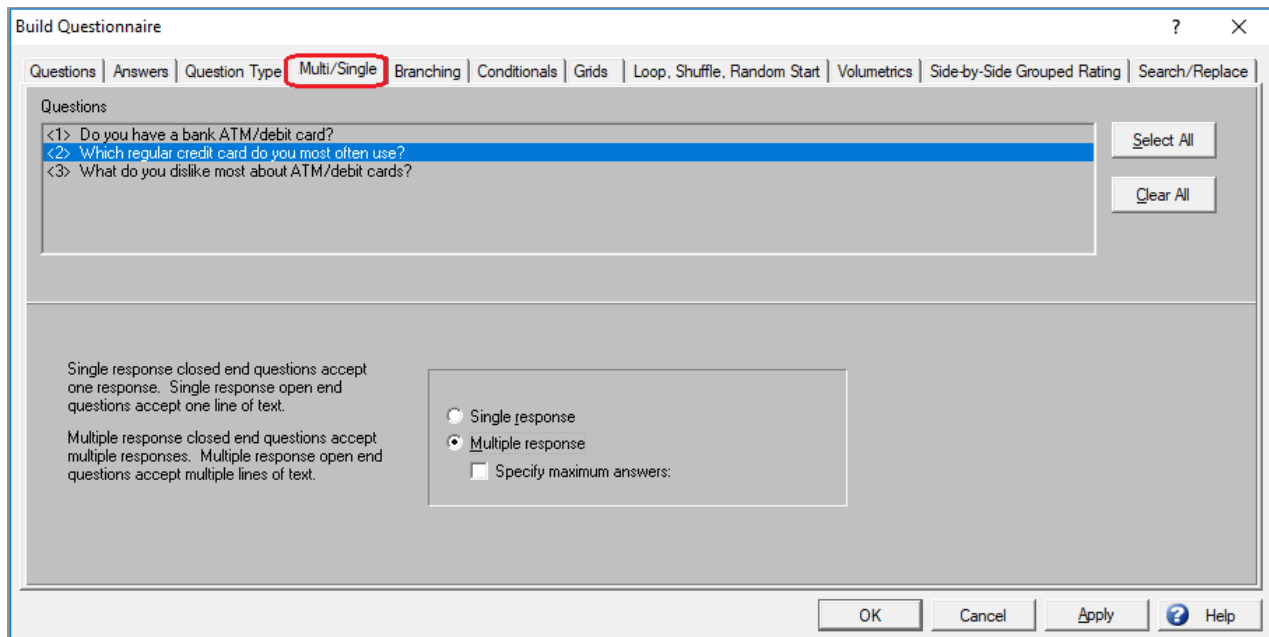 Build Questionnaire ?
Questions Answers Question Type Multi/Single Branching Conditionals Grids Loop, Shuffle, Random Start Volumetrics Side-by-Side Grouped Rating Search/Replace
Questions
<1> Do you have a bank ATM/debit card?
<2> Which regular credit card do you most often use?
<3> What do you dislike most about ATM/debit cards?
Select All
Clear All
Single response closed end questions accept
one response. Single response open end
questions accept one line of text.
Multiple response closed end questions accept
multiple responses. Multiple response open end
questions accept multiple lines of text.
Single response
Multiple response
Specify maximum answers:
OK Cancel Apply ? Help